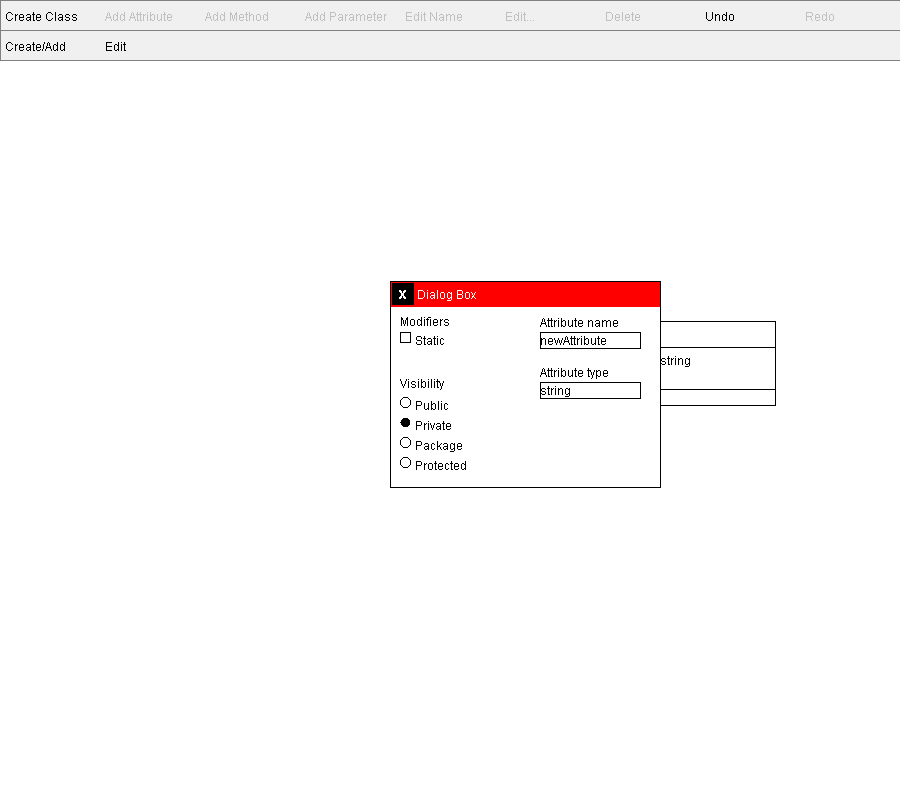 Create Class Add Attribute Add Method Add Parameter Edit Name Edit... Delete Undo Redo
Create/Add Edit
X Dialog Box
Modifiers
Static
Visibility
Public
Private
Package
Protected
Attribute name
newAttribute
Attribute type
string
string